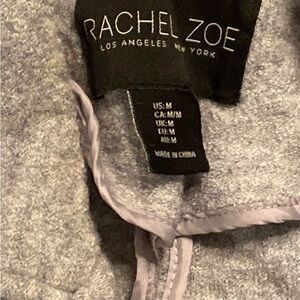 RACHEL ZOE
LOS ANGELES NEW YORK
US:M
CA:M/M
UK:M
EU:M
AU:M
MADE IN CHINA